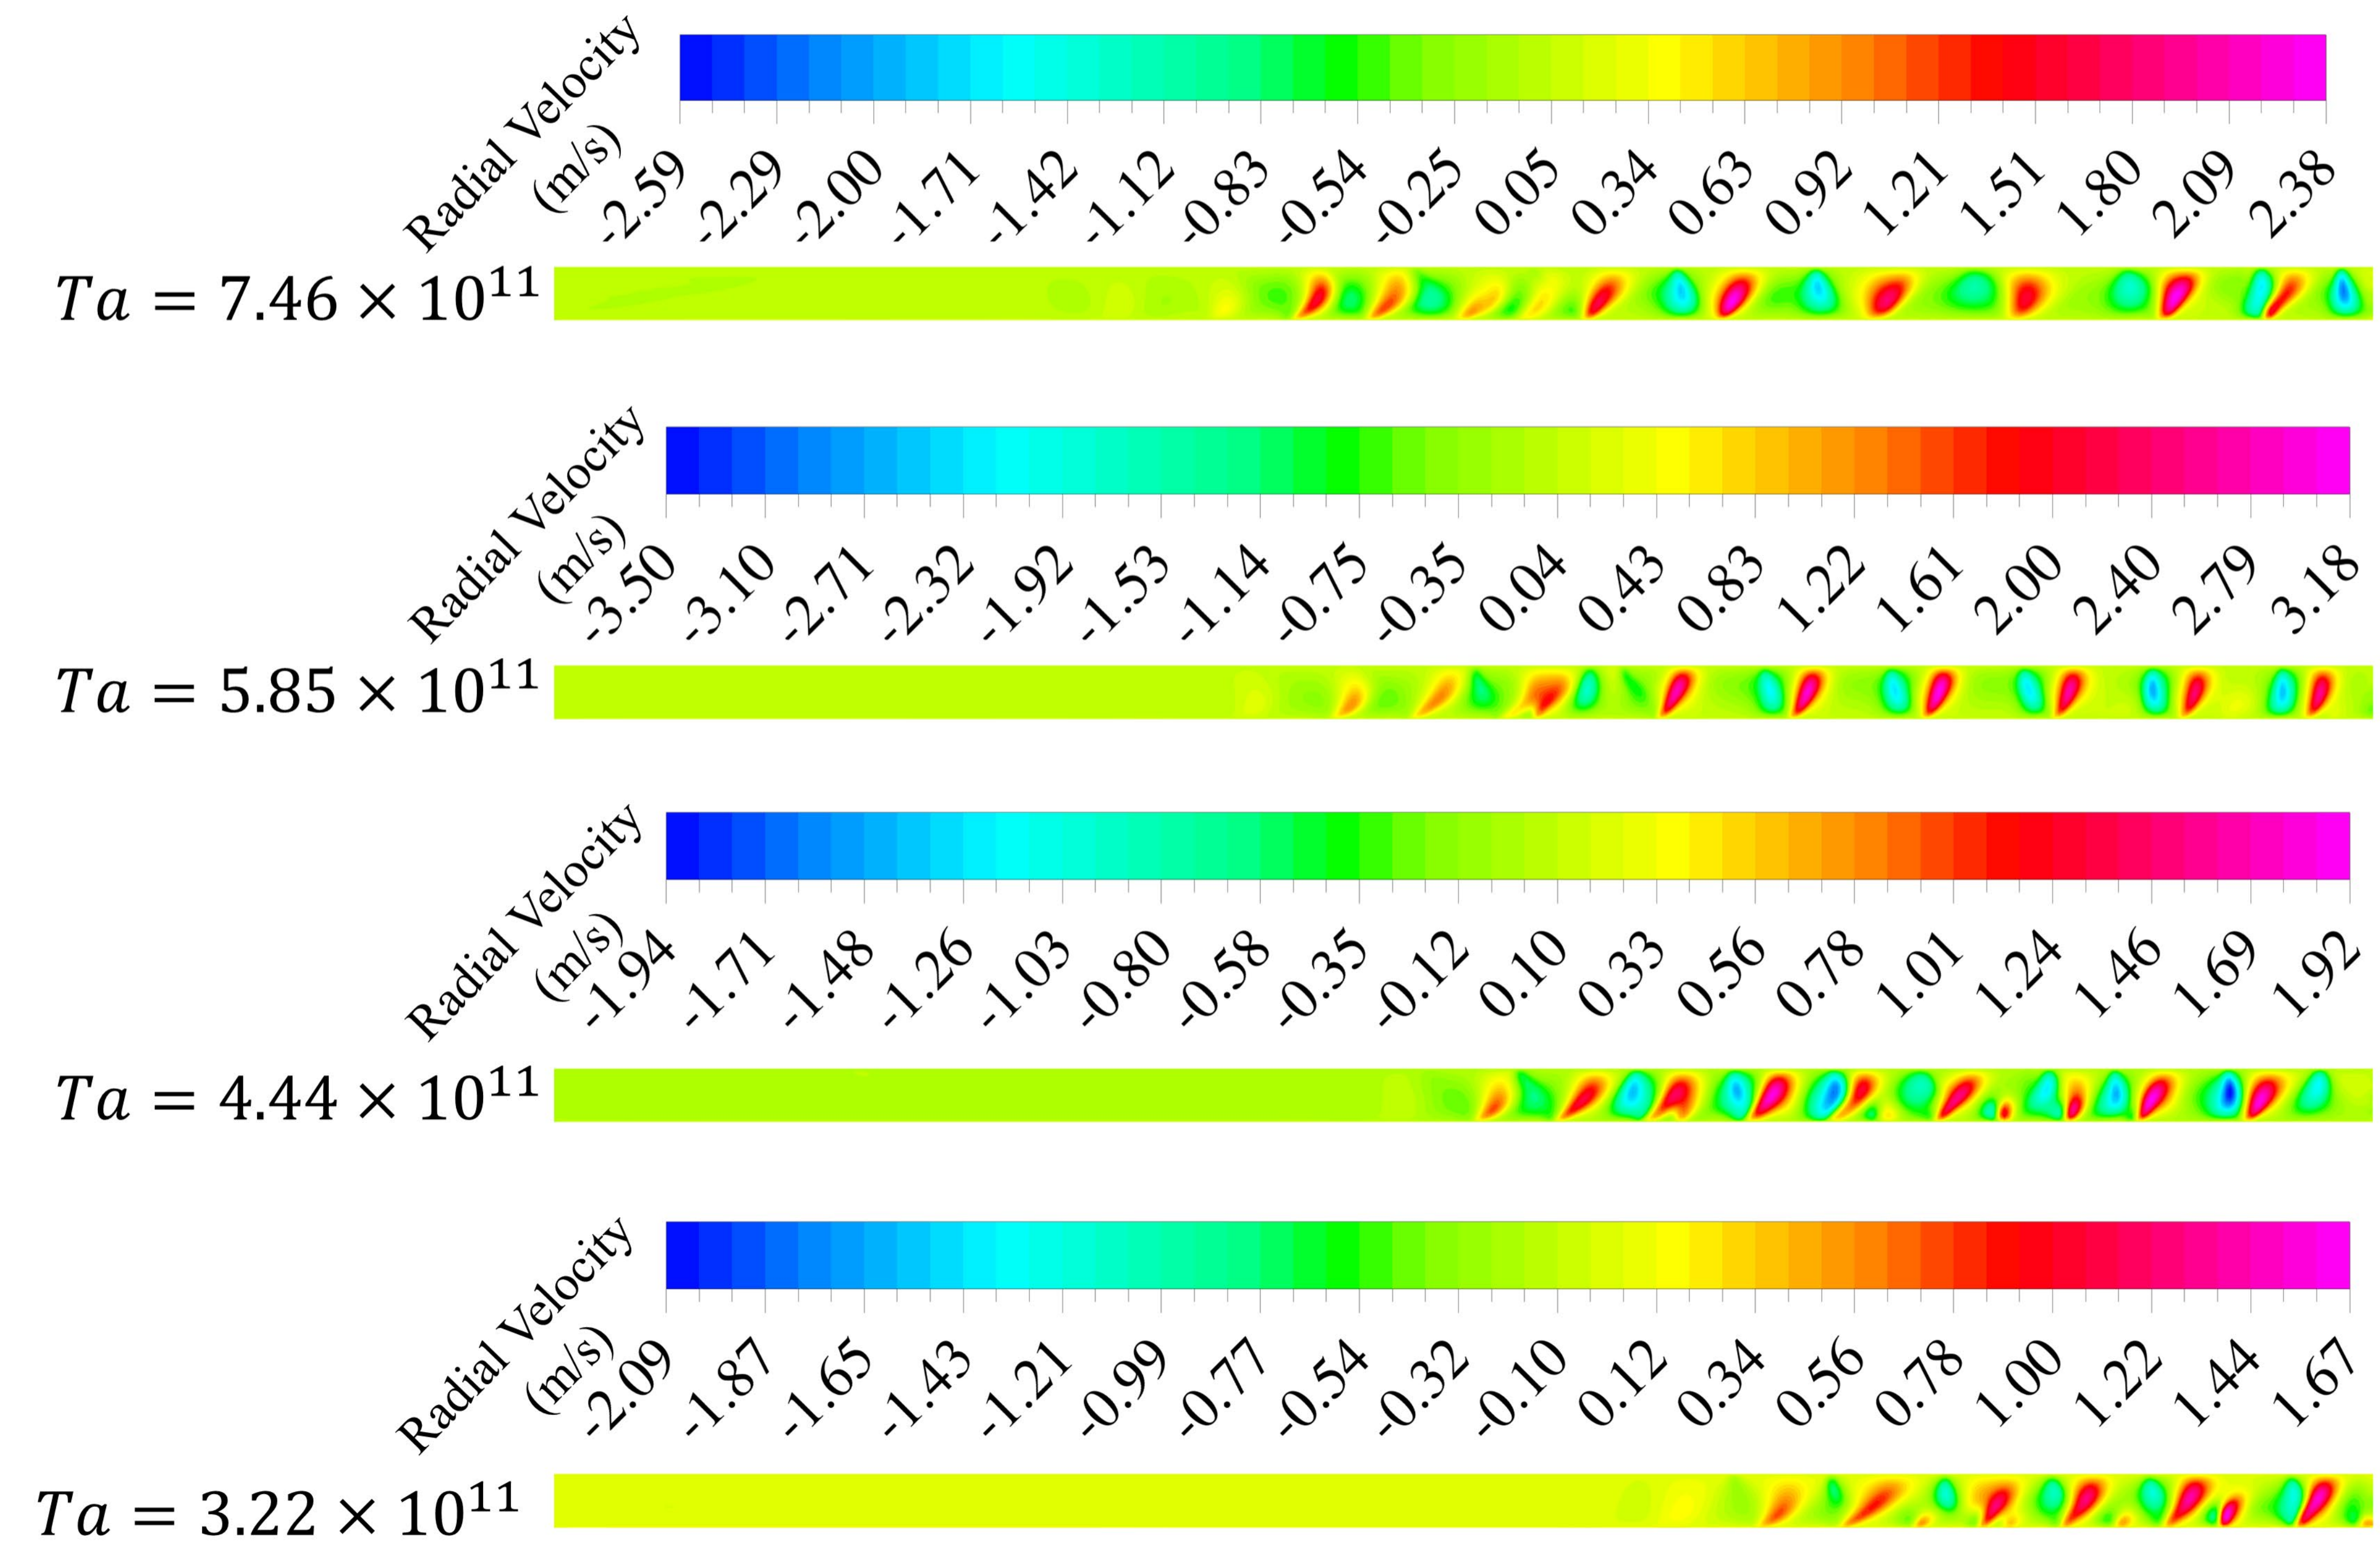 Radial Velocity
(m/s)
-2.59 -2.29 -2.00 -1.71 -1.42 -1.12 -0.83 -0.54 -0.25 0.05 0.34 0.63 0.92 1.21 1.51 1.80 2.09 2.38
Ta = 7.46 × 10¹¹
Radial Velocity
(m/s)
-3.50 -3.10 -2.71 -2.32 -1.92 -1.53 -1.14 -0.75 -0.35 0.04 0.43 0.83 1.22 1.61 2.00 2.40 2.79 3.18
Ta = 5.85 × 10¹¹
Radial Velocity
(m/s)
-1.94 -1.71 -1.48 -1.26 -1.03 -0.80 -0.58 -0.35 -0.12 0.10 0.33 0.56 0.78 1.01 1.24 1.46 1.69 1.92
Ta = 4.44 × 10¹¹
Radial Velocity
(m/s)
-2.09 -1.87 -1.65 -1.43 -1.21 -0.99 -0.77 -0.54 -0.32 -0.10 0.12 0.34 0.56 0.78 1.00 1.22 1.44 1.67
Ta = 3.22 × 10¹¹